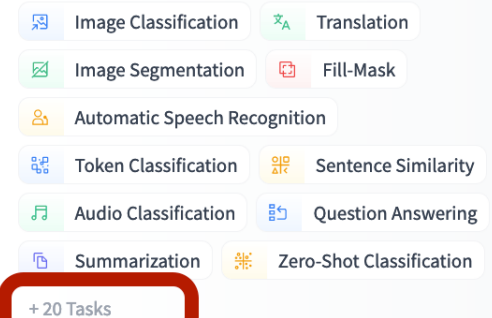 Image Classification Translation
Image Segmentation Fill-Mask
Automatic Speech Recognition
Token Classification Sentence Similarity
Audio Classification Question Answering
Summarization Zero-Shot Classification
+ 20 Tasks